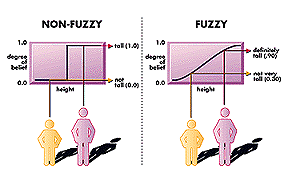 NON-FUZZY
1.0
degree
of
belief
0.0
height
tall (1.0)
not
tall (0.0)
FUZZY
1.0
degree
of
belief
0.0
height
definitely
tall (.90)
not very
tall (0.30)